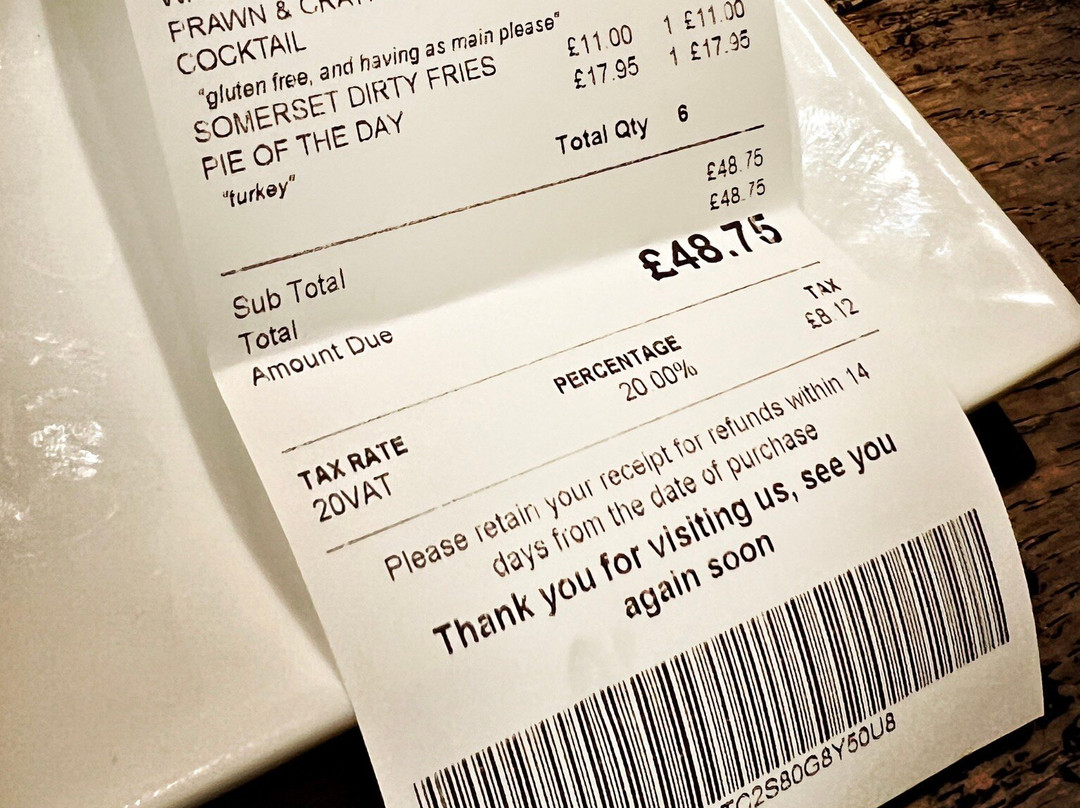 PRAWN &
COCKTAIL
"gluten free, and having as main please"
SOMERSET DIRTY FRIES £11.00 1 £11.00
PIE OF THE DAY £17.95 1 £17.95
"turkey"
Total Qty 6
Sub Total £48.75
Total £48.75
Amount Due £48.75
TAX RATE PERCENTAGE TAX
20VAT 20.00% £8.12
Please retain your receipt for refunds within 14
days from the date of purchase
Thank you for visiting us, see you
again soon
C2S80G8Y50U8